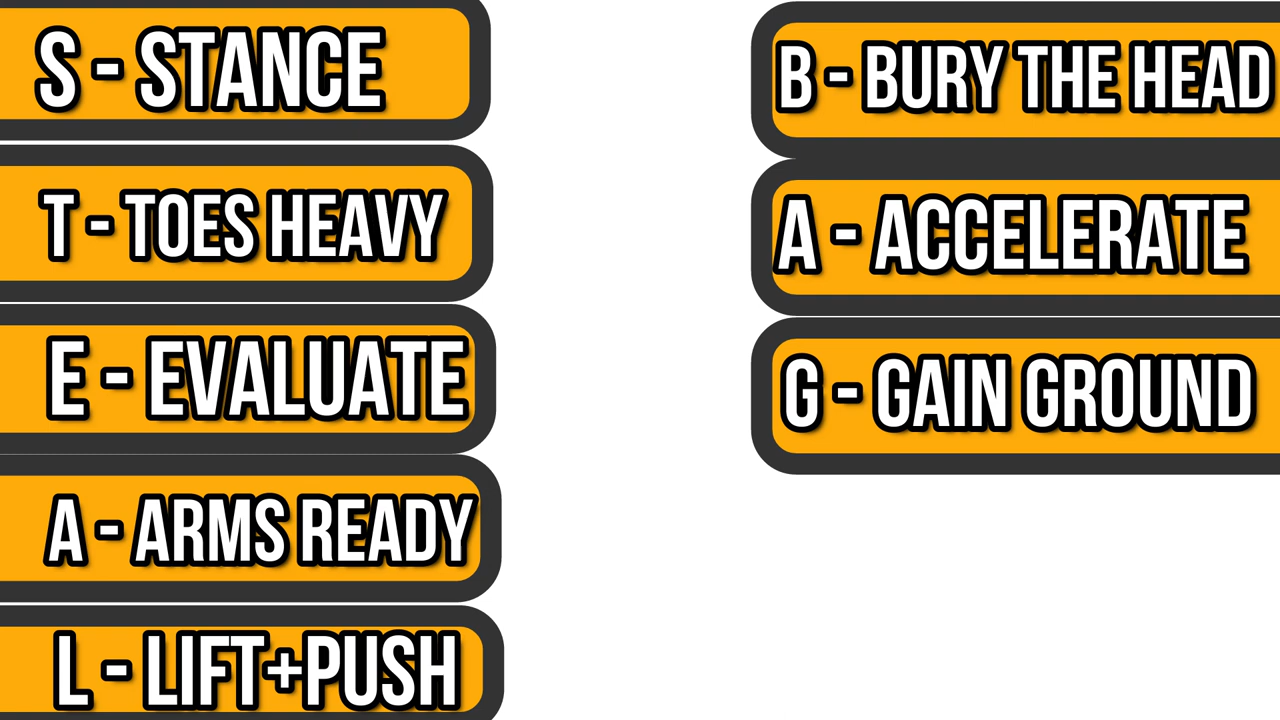 S - STANCE
T - TOES HEAVY
E - EVALUATE
A - ARMS READY
L - LIFT+PUSH
B - BURY THE HEAD
A - ACCELERATE
G - GAIN GROUND